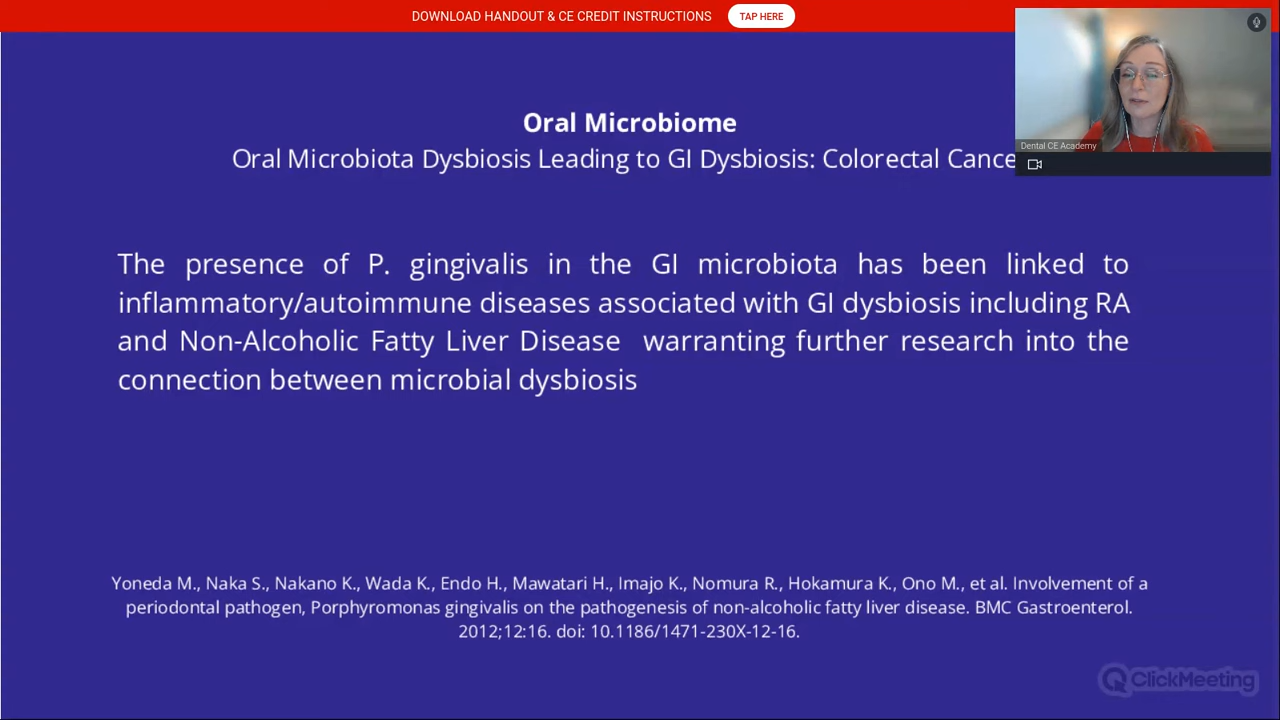 DOWNLOAD HANDOUT & CE CREDIT INSTRUCTIONS TAP HERE
Dental CE Academy
Oral Microbiome
Oral Microbiota Dysbiosis Leading to GI Dysbiosis: Colorectal Cance
The presence of P. gingivalis in the GI microbiota has been linked to
inflammatory/autoimmune diseases associated with GI dysbiosis including RA
and Non-Alcoholic Fatty Liver Disease warranting further research into the
connection between microbial dysbiosis
Yoneda M., Naka S., Nakano K., Wada K., Endo H., Mawatari H., Imajo K., Nomura R., Hokamura K., Ono M., et al. Involvement of a
periodontal pathogen, Porphyromonas gingivalis on the pathogenesis of non-alcoholic fatty liver disease. BMC Gastroenterol.
2012;12:16. doi: 10.1186/1471-230X-12-16.
ClickMeeting